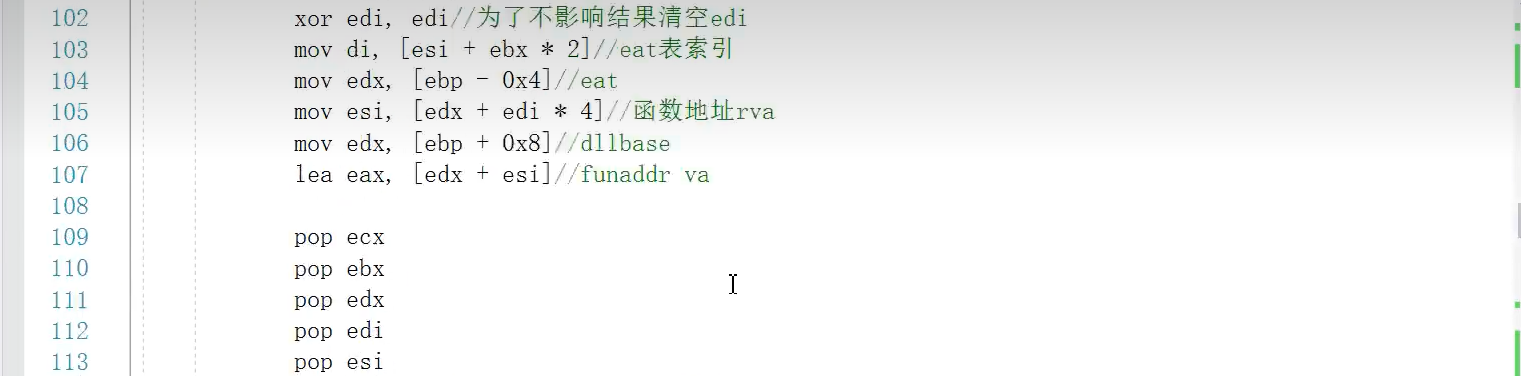 102 xor edi, edi//为了不影响结果清空edi
103 mov di, [esi + ebx * 2]//eat表索引
104 mov edx, [ebp - 0x4]//eat
105 mov esi, [edx + edi * 4]//函数地址rva
106 mov edx, [ebp + 0x8]//dllbase
107 lea eax, [edx + esi]//funaddr va
108
109 pop ecx
110 pop ebx
111 pop edx
112 pop edi
113 pop esi